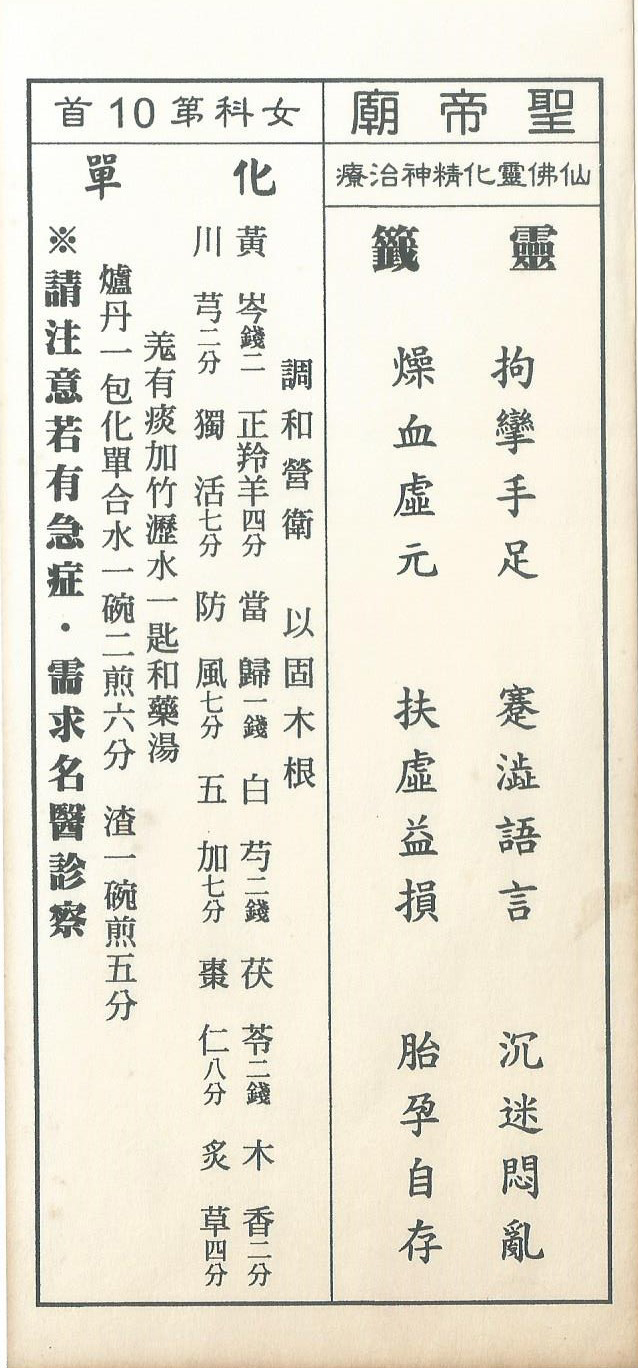 聖帝廟
仙佛靈化精神治療
靈籤
拘攣手足 蹇澁語言 沉迷悶亂
燥血虛元 扶虛益損 胎孕自存
女科第10首
化單
調和營衛 以固木根
黃岑錢二 正羚羊四分 當歸一錢 白芍二錢 茯苓二錢 木香二分
川芎二分 獨活七分 防風七分 五加七分 棗仁八分 炙草四分
羗有痰加竹瀝水一匙和藥湯
爐丹一包化單合水一碗二煎六分 渣一碗煎五分
※請注意若有急症・需求名醫診察